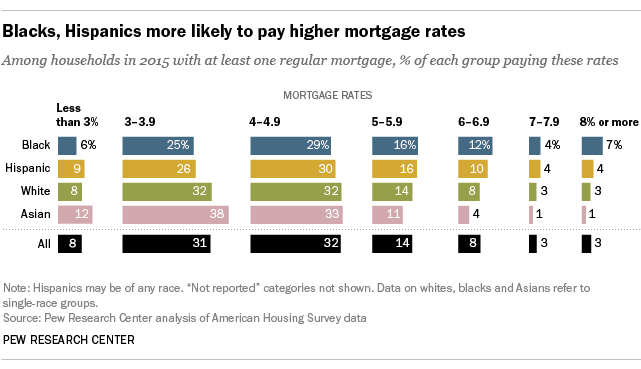 Blacks, Hispanics more likely to pay higher mortgage rates
Among households in 2015 with at least one regular mortgage, % of each group paying these rates
MORTGAGE RATES
Less than 3% 3–3.9 4–4.9 5–5.9 6–6.9 7–7.9 8% or more
Black 6% 25% 29% 16% 12% 4% 7%
Hispanic 9 26 30 16 10 4 4
White 8 32 32 14 8 3 3
Asian 12 38 33 11 4 1 1
All 8 31 32 14 8 3 3
Note: Hispanics may be of any race. “Not reported” categories not shown. Data on whites, blacks and Asians refer to
single-race groups.
Source: Pew Research Center analysis of American Housing Survey data
PEW RESEARCH CENTER